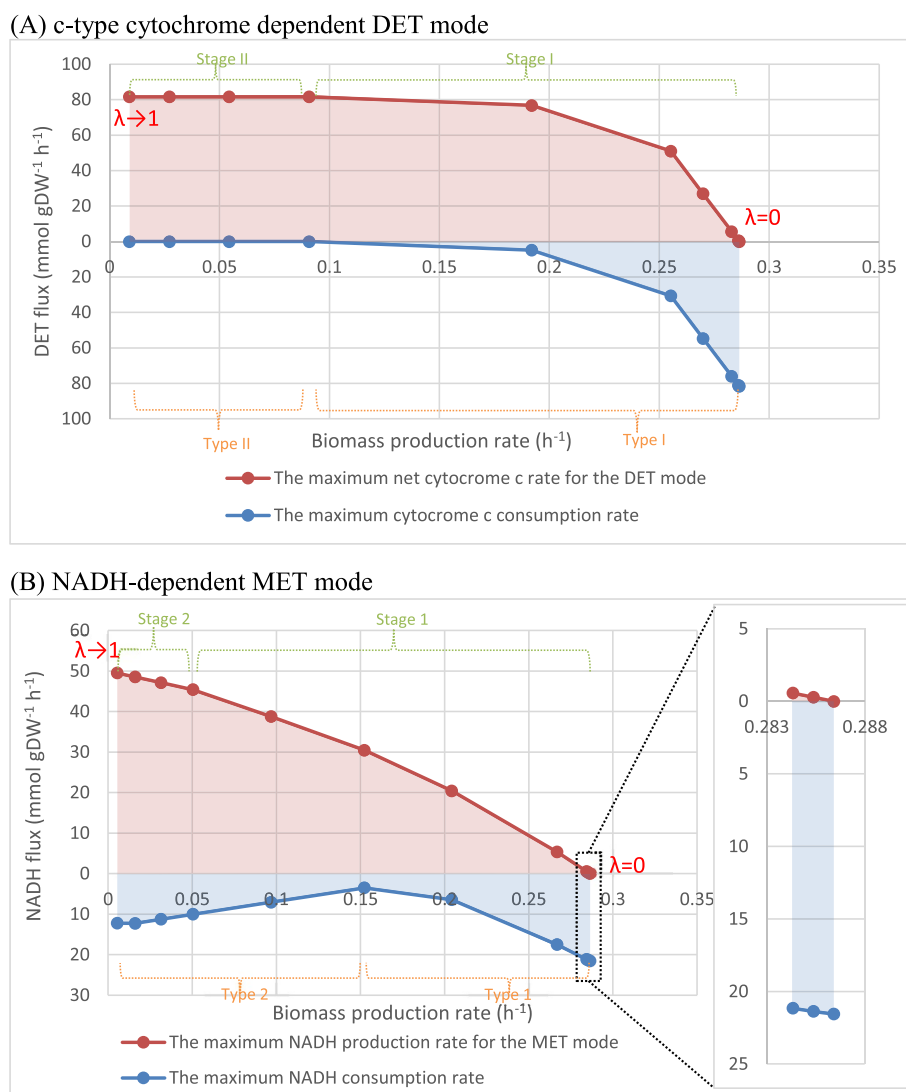 (A) c-type cytochrome dependent DET mode
Stage II
Stage I
100
80
60
40
20
0
20
40
60
80
100
λ→1
λ=0
0
0.05
0.1
0.15
0.2
0.25
0.3
0.35
DET flux (mmol gDW-1 h-1)
Type II
Biomass production rate (h-1)
Type I
The maximum net cytocrome c rate for the DET mode
The maximum cytocrome c consumption rate
(B) NADH-dependent MET mode
Stage 2
Stage 1
λ→1
60
50
40
30
20
10
0
10
20
30
λ=0
0
0.05
0.1
0.15
0.2
0.25
0.3
0.35
NADH flux (mmol gDW-1 h-1)
Type 2
Type 1
Biomass production rate (h-1)
The maximum NADH production rate for the MET mode
The maximum NADH consumption rate
5
0
0.283
0.288
5
10
15
20
25